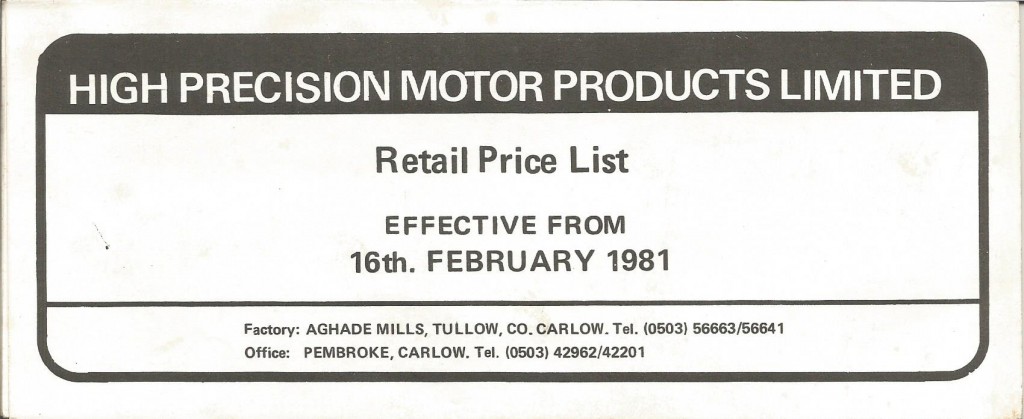 HIGH PRECISION MOTOR PRODUCTS LIMITED
Retail Price List
EFFECTIVE FROM
16th. FEBRUARY 1981
Factory: AGHADE MILLS, TULLOW, CO. CARLOW. Tel. (0503) 56663/56641
Office: PEMBROKE, CARLOW. Tel. (0503) 42962/42201